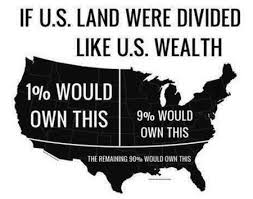 IF U.S. LAND WERE DIVIDED
LIKE U.S. WEALTH
1% WOULD
OWN THIS
9% WOULD
OWN THIS
THE REMAINING 90% WOULD OWN THIS